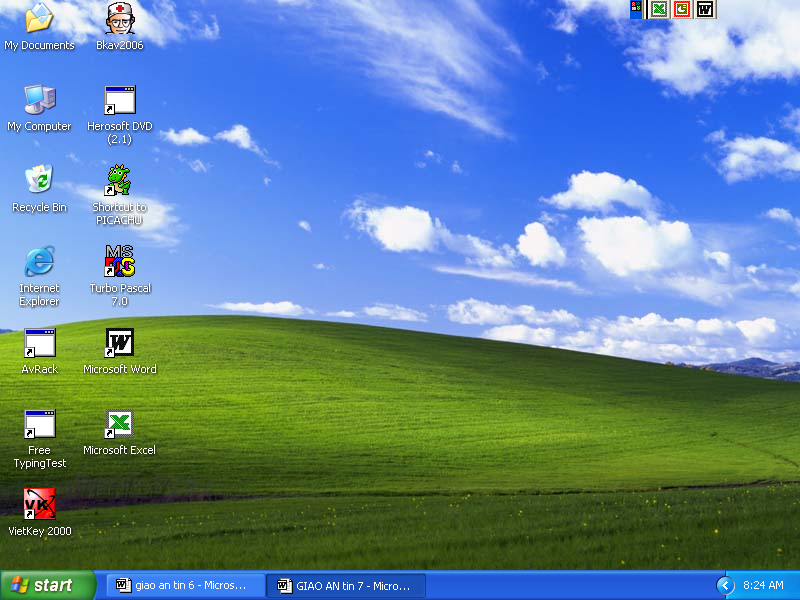 My Documents
Bkav2006
My Computer
Herosoft DVD
(2.1)
Recycle Bin
Shortcut to
PICACHU
Internet
Explorer
MS
Turbo Pascal
7.0
AvRack
W
Microsoft Word
Free
TypingTest
Microsoft Excel
VK
VietKey 2000
start
giao an tin 6 - Micros...
GIAO AN tin 7 - Micro...
8:24 AM